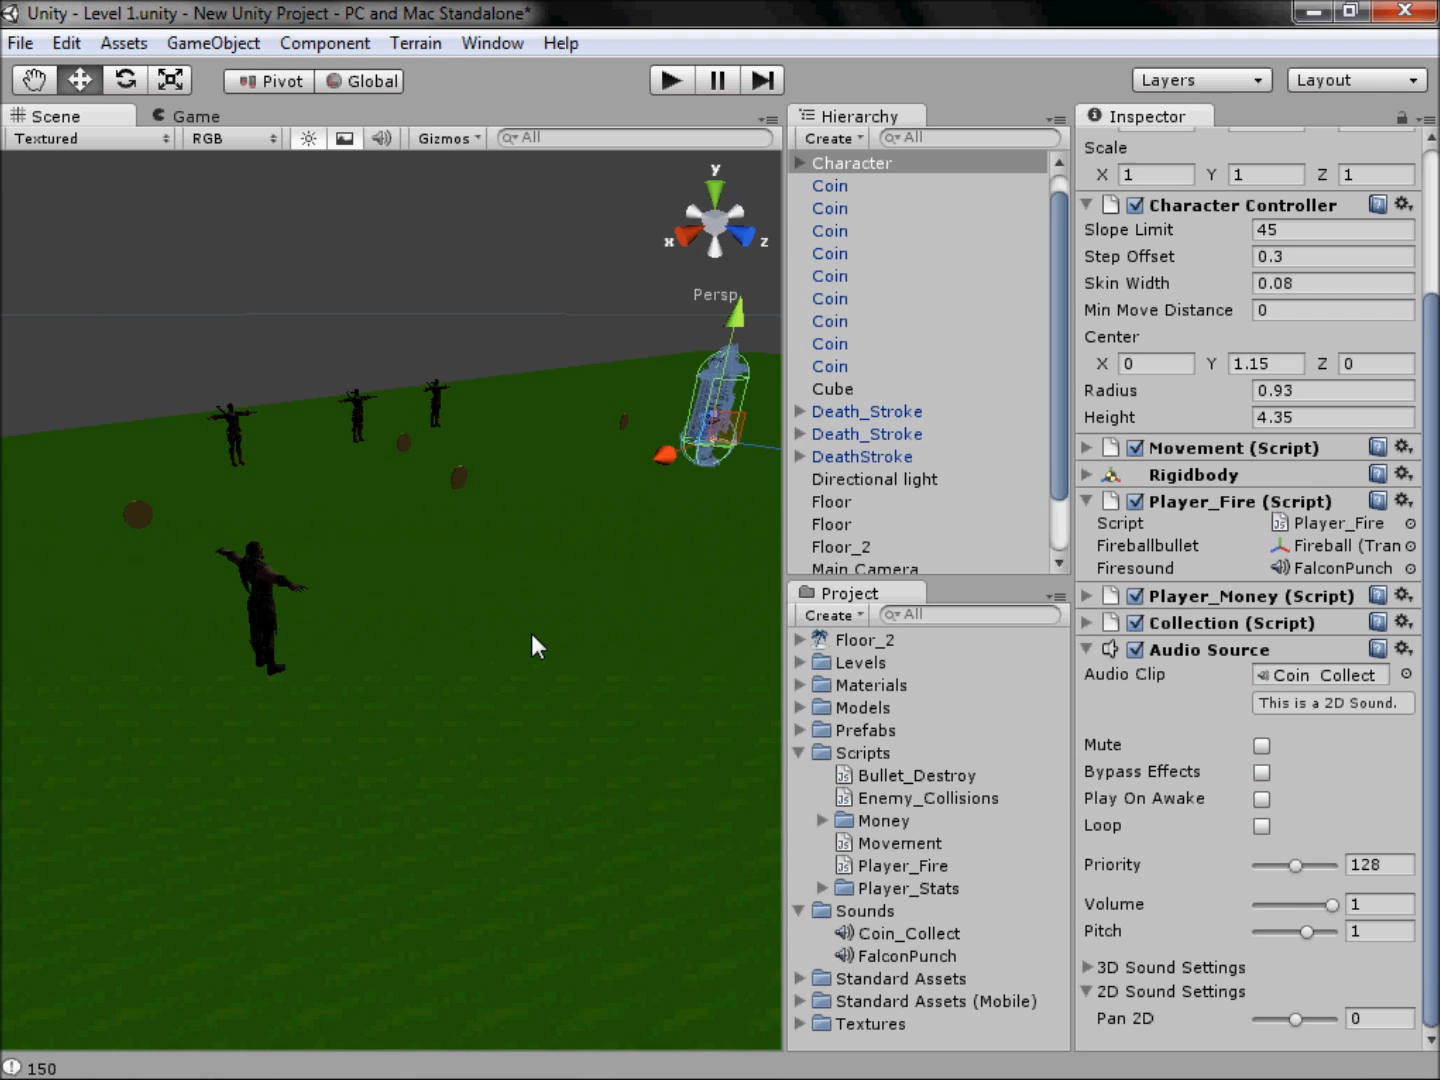 Unity - Level 1.unity - New Unity Project - PC and Mac Standalone*
File Edit Assets GameObject Component Terrain Window Help
Pivot Global Layers Layout
Scene Game
Textured RGB Gizmos All
y
x z
Persp
Hierarchy
Create All
Character
Coin
Coin
Coin
Coin
Coin
Coin
Coin
Coin
Coin
Cube
Death_Stroke
Death_Stroke
DeathStroke
Directional light
Floor
Floor
Floor_2
Main Camera
Project
Create All
Floor_2
Levels
Materials
Models
Prefabs
Scripts
Bullet_Destroy
Enemy_Collisions
Money
Movement
Player_Fire
Player_Stats
Sounds
Coin_Collect
FalconPunch
Standard Assets
Standard Assets (Mobile)
Textures
Inspector
Scale
X 1 Y 1 Z 1
Character Controller
Slope Limit 45
Step Offset 0.3
Skin Width 0.08
Min Move Distance 0
Center
X 0 Y 1.15 Z 0
Radius 0.93
Height 4.35
Movement (Script)
Rigidbody
Player_Fire (Script)
Script Js Player_Fire
Fireballbullet Fireball (Tran
Firesound FalconPunch
Player_Money (Script)
Collection (Script)
Audio Source
Audio Clip Coin_Collect
This is a 2D Sound.
Mute
Bypass Effects
Play On Awake
Loop
Priority 128
Volume 1
Pitch 1
3D Sound Settings
2D Sound Settings
Pan 2D 0
150